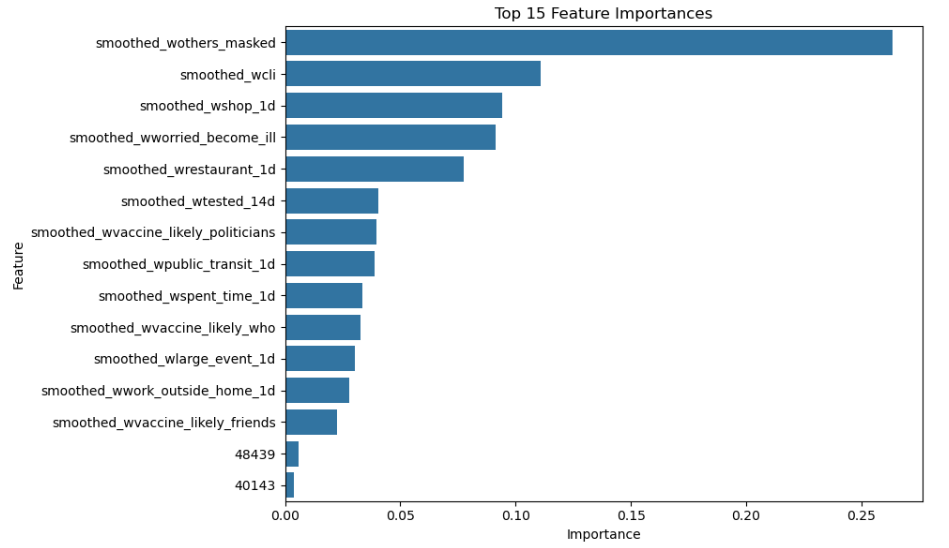 Top 15 Feature Importances
smoothed_wothers_masked
smoothed_wcli
smoothed_wshop_1d
smoothed_wworried_become_ill
smoothed_wrestaurant_1d
smoothed_wtested_14d
smoothed_wvaccine_likely_politicians
smoothed_wpublic_transit_1d
smoothed_wspent_time_1d
smoothed_wvaccine_likely_who
smoothed_wlarge_event_1d
smoothed_wwork_outside_home_1d
smoothed_wvaccine_likely_friends
48439
40143
Feature
0.00 0.05 0.10 0.15 0.20 0.25
Importance